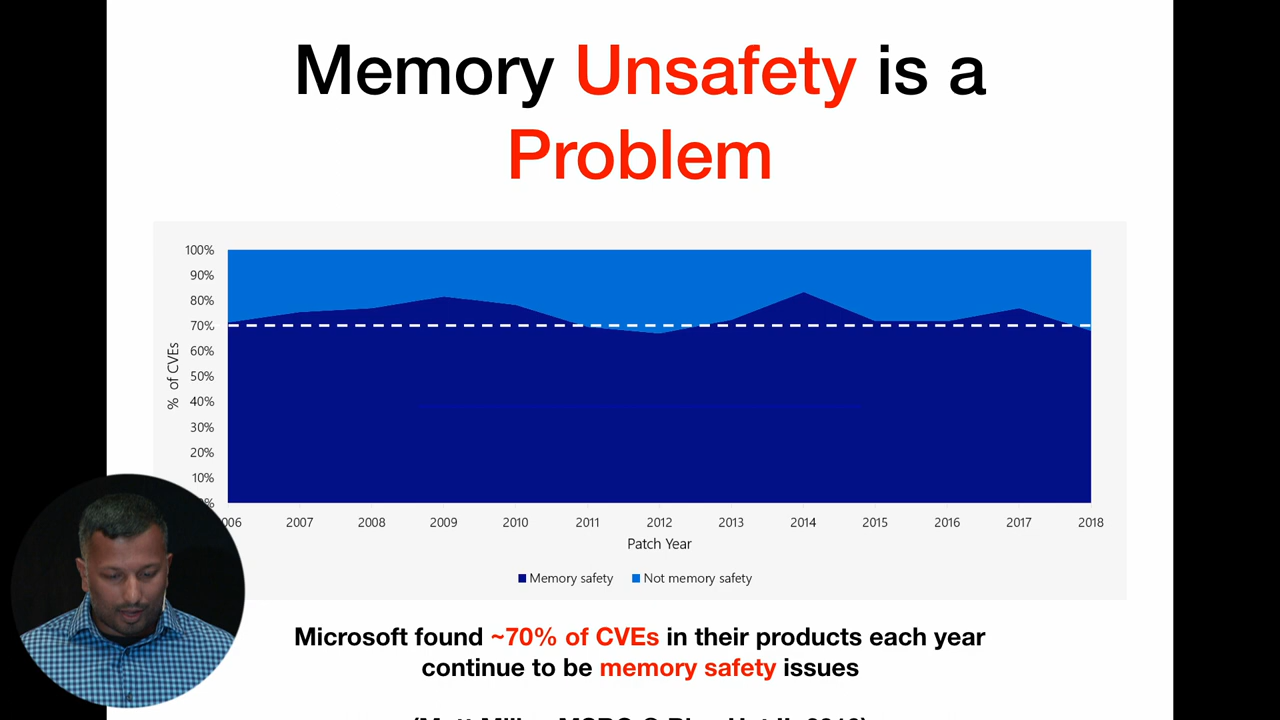 Memory Unsafety is a
Problem
100%
90%
80%
70%
60%
50%
40%
30%
20%
10%
% of CVEs
2007
2008
2009
2010
2011
2012
2013
2014
2015
2016
2017
2018
Patch Year
Memory safety
Not memory safety
Microsoft found ~70% of CVEs in their products each year
continue to be memory safety issues